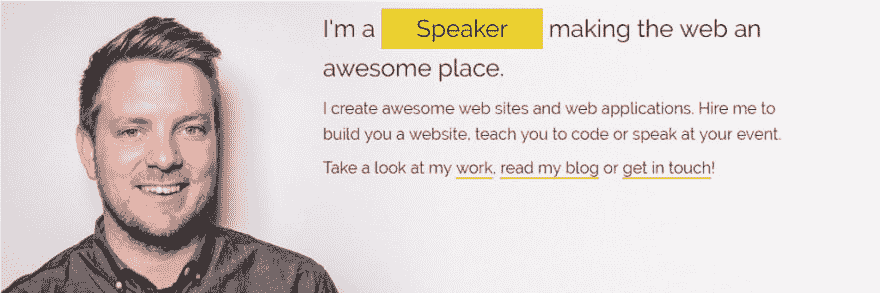 I'm a Speaker making the web an
awesome place.
I create awesome web sites and web applications. Hire me to
build you a website, teach you to code or speak at your event.
Take a look at my work, read my blog or get in touch!